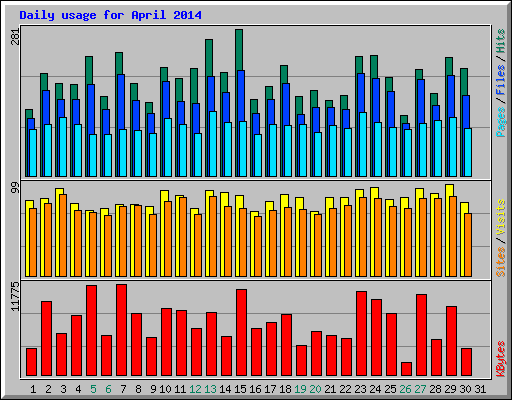 Daily usage for April 2014
281
Pages / Files / Hits
99
Sites / Visits
11775
KBytes
1 2 3 4 5 6 7 8 9 10 11 12 13 14 15 16 17 18 19 20 21 22 23 24 25 26 27 28 29 30 31